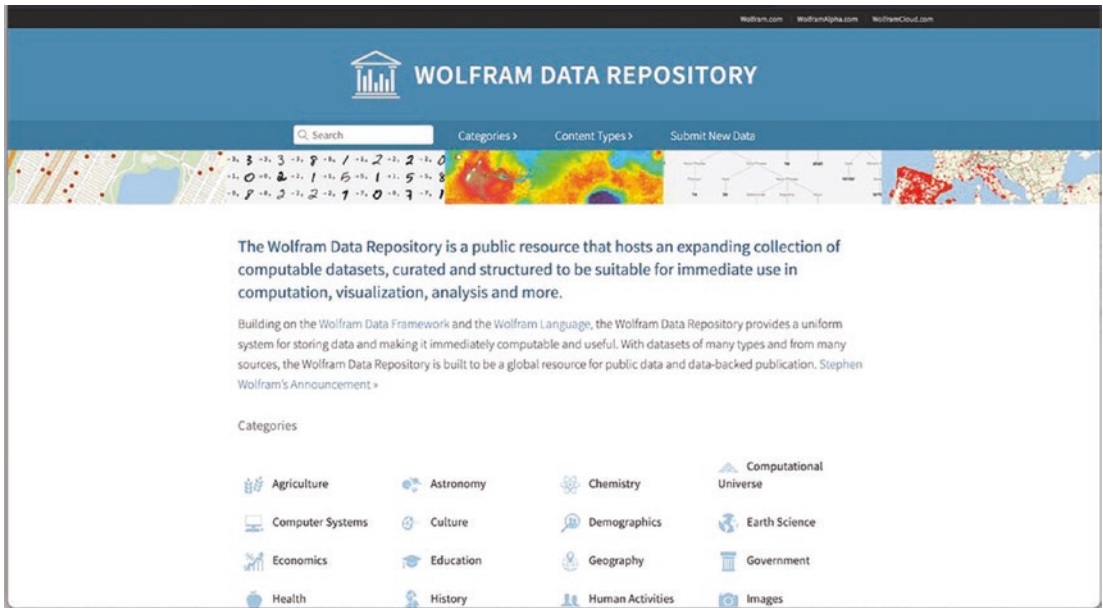 Wolfram.com WolframAlpha.com WolframCloud.com
WOLFRAM DATA REPOSITORY
Search Categories > Content Types > Submit New Data
The Wolfram Data Repository is a public resource that hosts an expanding collection of
computable datasets, curated and structured to be suitable for immediate use in
computation, visualization, analysis and more.
Building on the Wolfram Data Framework and the Wolfram Language, the Wolfram Data Repository provides a uniform
system for storing data and making it immediately computable and useful. With datasets of many types and from many
sources, the Wolfram Data Repository is built to be a global resource for public data and data-backed publication. Stephen
Wolfram's Announcement »
Categories
Agriculture Astronomy Chemistry Computational
Universe
Computer Systems Culture Demographics Earth Science
Economics Education Geography Government
Health History Human Activities Images